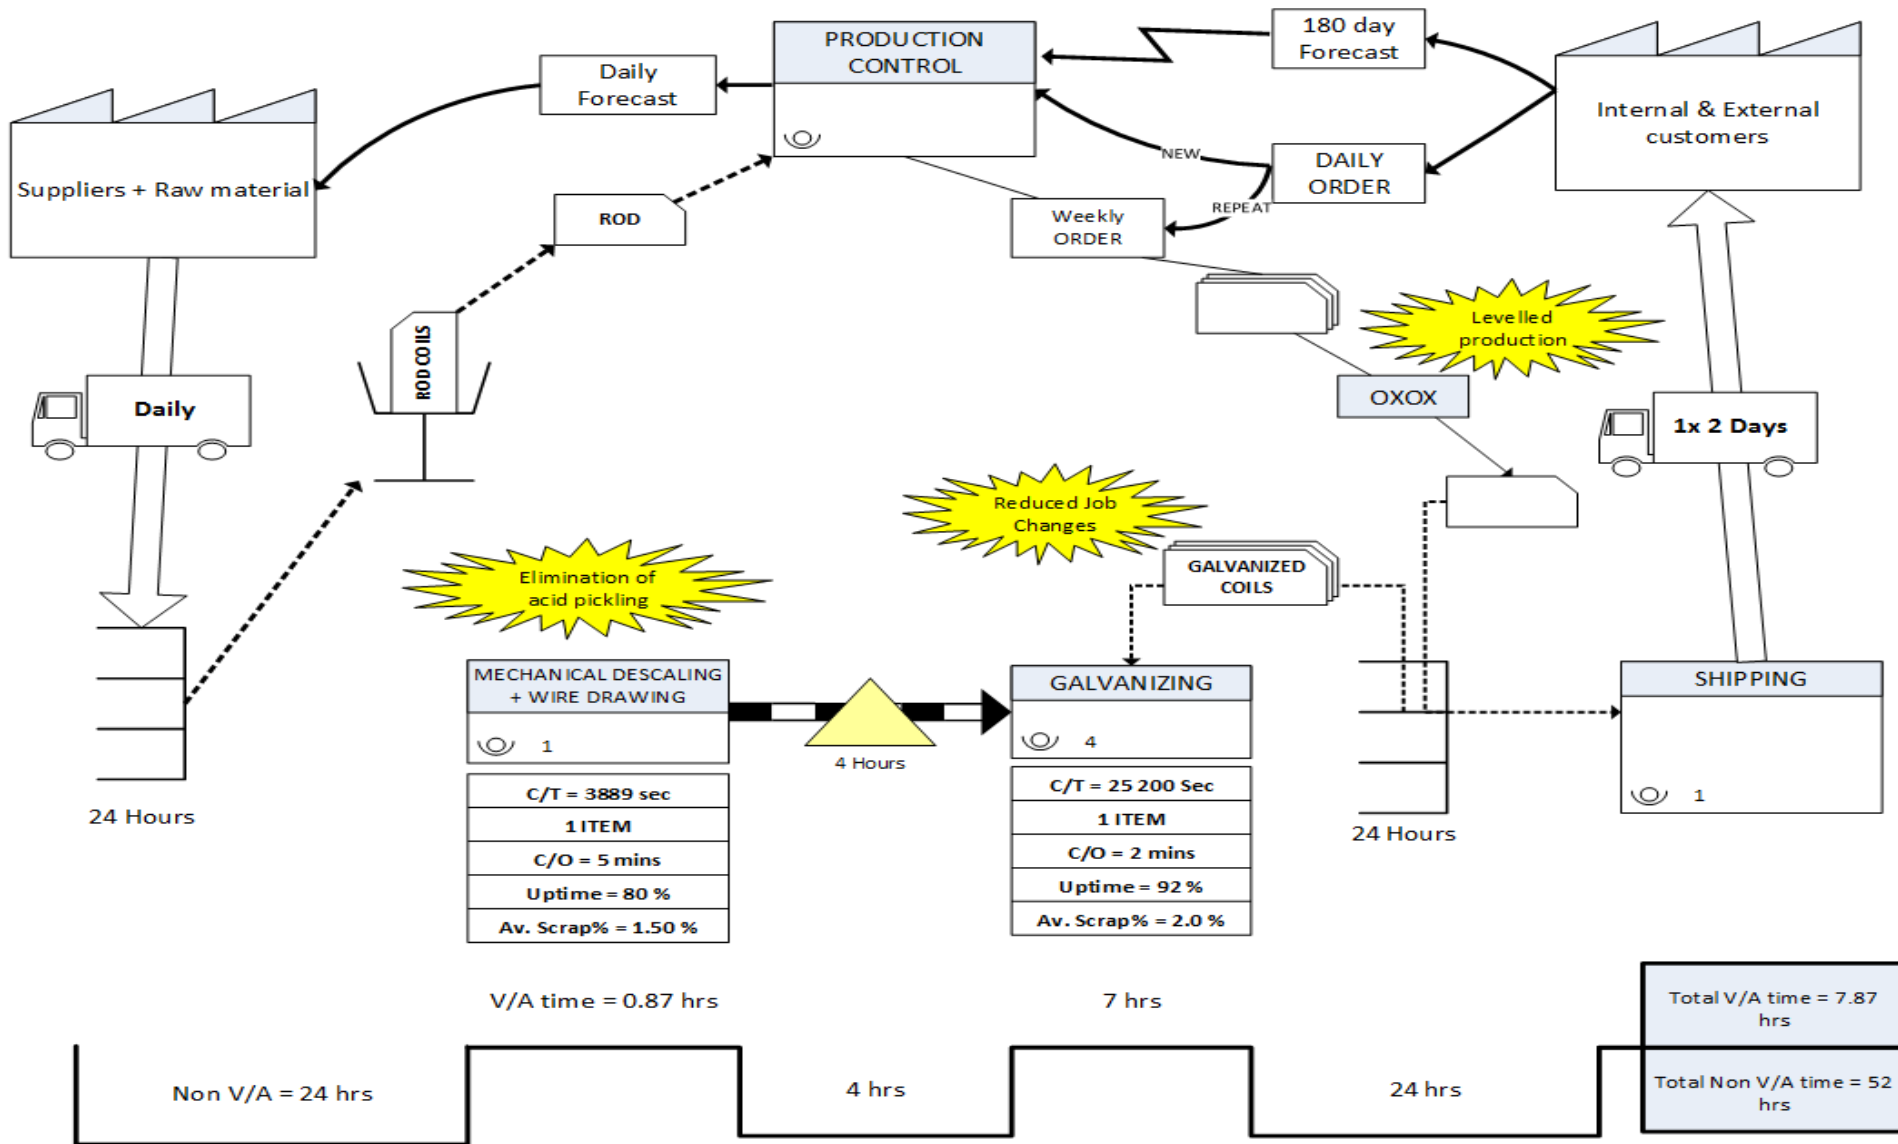 PRODUCTION
CONTROL
180 day
Forecast
Daily
Forecast
Internal & External
customers
NEW
DAILY
ORDER
Suppliers + Raw material
ROD
REPEAT
Weekly
ORDER
Levelled
production
ROD COILS
OXOX
Daily
1x 2 Days
Reduced Job
Changes
Elimination of
acid pickling
GALVANIZED
COILS
MECHANICAL DESCALING
+ WIRE DRAWING
1
4 Hours
GALVANIZING
4
SHIPPING
1
24 Hours
24 Hours
C/T = 3889 sec
1 ITEM
C/O = 5 mins
Uptime = 80 %
Av. Scrap% = 1.50 %
C/T = 25 200 Sec
1 ITEM
C/O = 2 mins
Uptime = 92 %
Av. Scrap% = 2.0 %
V/A time = 0.87 hrs
7 hrs
Total V/A time = 7.87
hrs
Non V/A = 24 hrs
4 hrs
24 hrs
Total Non V/A time = 52
hrs